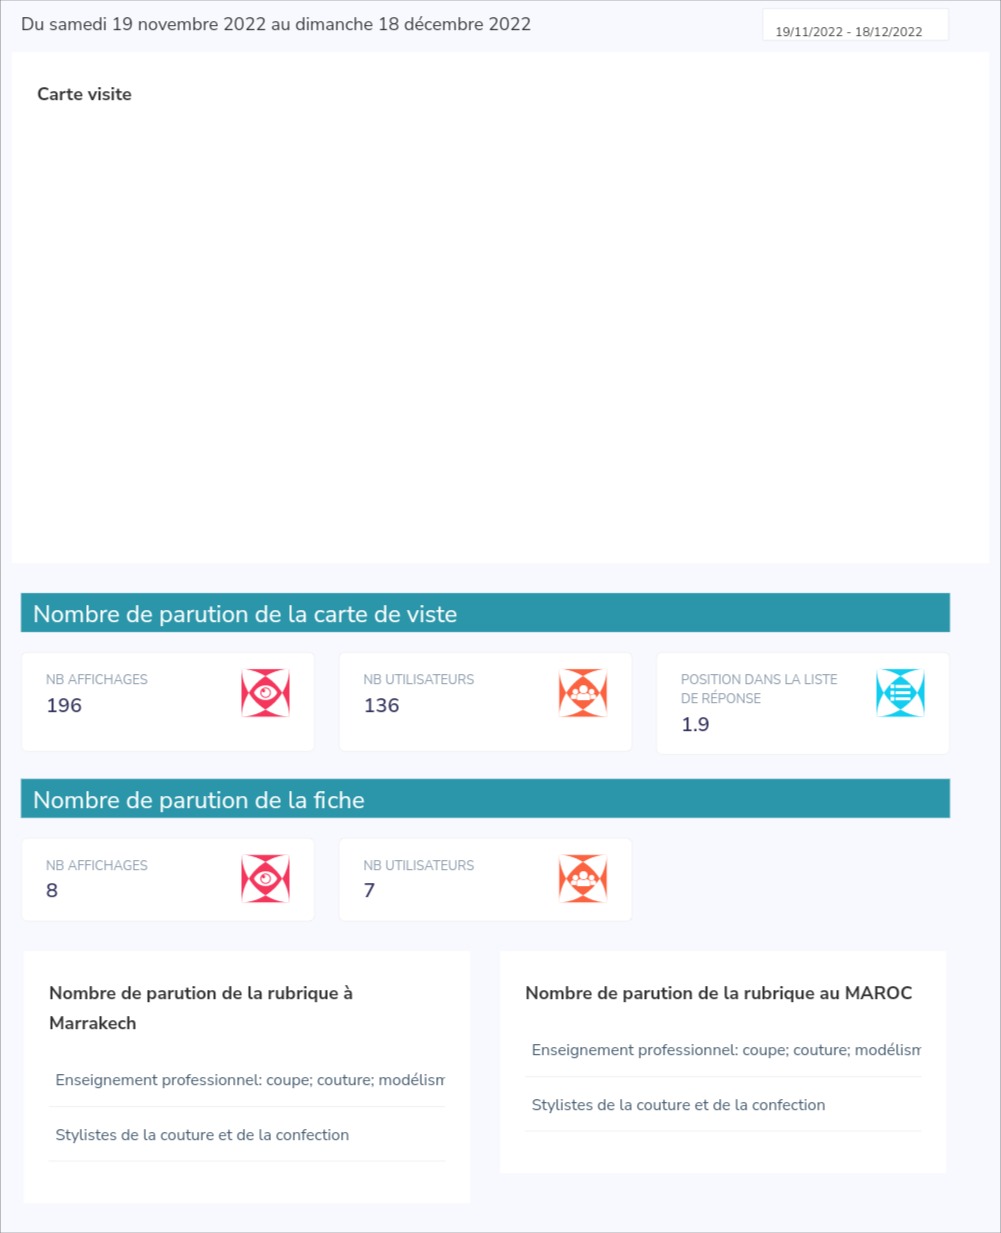 Du samedi 19 novembre 2022 au dimanche 18 décembre 2022
19/11/2022 - 18/12/2022
Carte visite
Nombre de parution de la carte de viste
NB AFFICHAGES
196
NB UTILISATEURS
136
POSITION DANS LA LISTE
DE RÉPONSE
1.9
Nombre de parution de la fiche
NB AFFICHAGES
8
NB UTILISATEURS
7
Nombre de parution de la rubrique à
Marrakech
Enseignement professionnel: coupe; couture; modélism
Stylistes de la couture et de la confection
Nombre de parution de la rubrique au MAROC
Enseignement professionnel: coupe; couture; modélism
Stylistes de la couture et de la confection